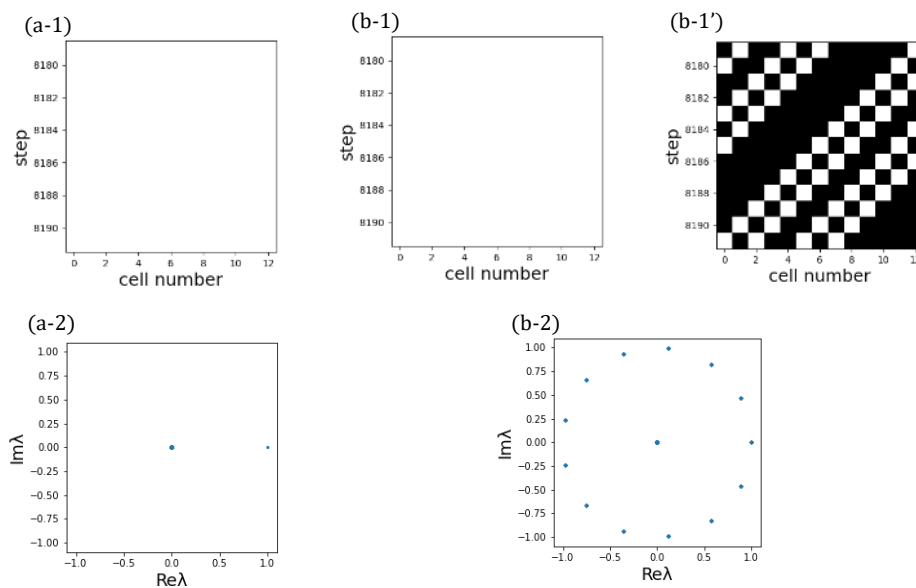 (a-1)
(b-1)
(b-1’)
step
8180
8182
8184
8186
8188
8190
0 2 4 6 8 10 12
cell number
step
8180
8182
8184
8186
8188
8190
0 2 4 6 8 10 12
cell number
step
8180
8182
8184
8186
8188
8190
0 2 4 6 8 10 12
cell number
(a-2)
(b-2)
Imλ
1.00
0.75
0.50
0.25
0.00
−0.25
−0.50
−0.75
−1.00
−1.0 −0.5 0.0 0.5 1.0
Reλ
Imλ
1.00
0.75
0.50
0.25
0.00
−0.25
−0.50
−0.75
−1.00
−1.0 −0.5 0.0 0.5 1.0
Reλ